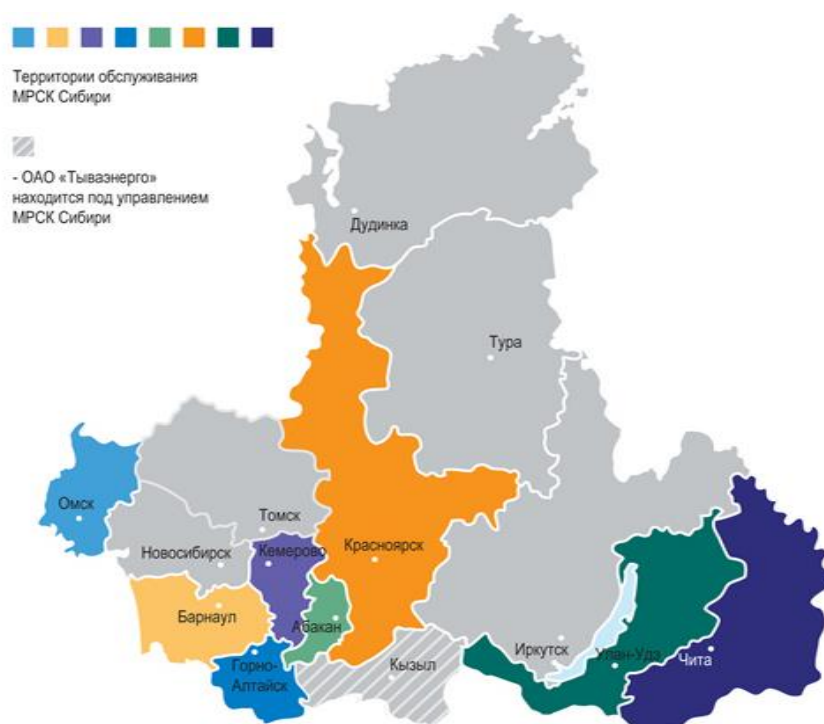 Территории обслуживания
МРСК Сибири
- ОАО «Тываэнерго»
находится под управлением
МРСК Сибири
Дудинка
Тура
Омск
Томск
Новосибирск
Кемерово
Красноярск
Барнаул
Абакан
Иркутск
Улан-Удэ
Чита
Горно-
Алтайск
Кызыл